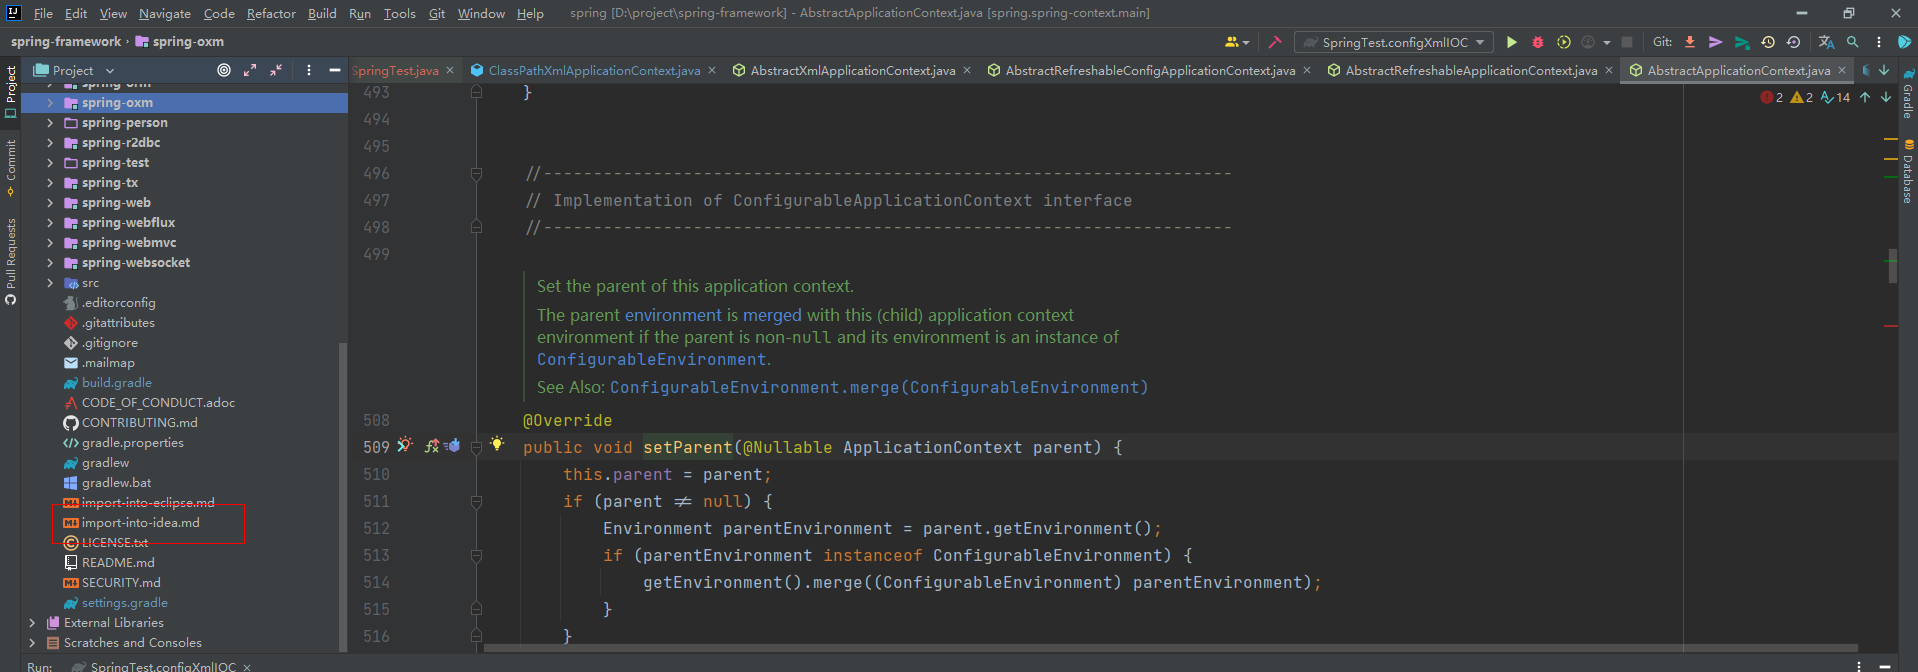 File Edit View Navigate Code Refactor Build Run Tools Git Window Help spring [D:\project\spring-framework] - AbstractApplicationContext.java [spring.spring-context.main]
spring-framework › spring-oxm SpringTest.configXmlIOC Git:
Project SpringTest.java ClassPathXmlApplicationContext.java AbstractXmlApplicationContext.java AbstractRefreshableConfigApplicationContext.java AbstractRefreshableApplicationContext.java AbstractApplicationContext.java
2 2 14
Project
Commit
Pull Requests
spring-orm
spring-oxm
spring-person
spring-r2dbc
spring-test
spring-tx
spring-web
spring-webflux
spring-webmvc
spring-websocket
src
.editorconfig
.gitattributes
.gitignore
.mailmap
build.gradle
CODE_OF_CONDUCT.adoc
CONTRIBUTING.md
gradle.properties
gradlew
gradlew.bat
import-into-eclipse.md
import-into-idea.md
LICENSE.txt
README.md
SECURITY.md
settings.gradle
External Libraries
Scratches and Consoles
493 }
494
495
496 //---------------------------------------------------------------------
497 // Implementation of ConfigurableApplicationContext interface
498 //---------------------------------------------------------------------
499
Set the parent of this application context.
The parent environment is merged with this (child) application context
environment if the parent is non-null and its environment is an instance of
ConfigurableEnvironment.
See Also: ConfigurableEnvironment.merge(ConfigurableEnvironment)
508 @Override
509 public void setParent(@Nullable ApplicationContext parent) {
510 this.parent = parent;
511 if (parent ≠ null) {
512 Environment parentEnvironment = parent.getEnvironment();
513 if (parentEnvironment instanceof ConfigurableEnvironment) {
514 getEnvironment().merge((ConfigurableEnvironment) parentEnvironment);
515 }
516 }
Gradle
Database
Run: SpringTest.configXmlIOC